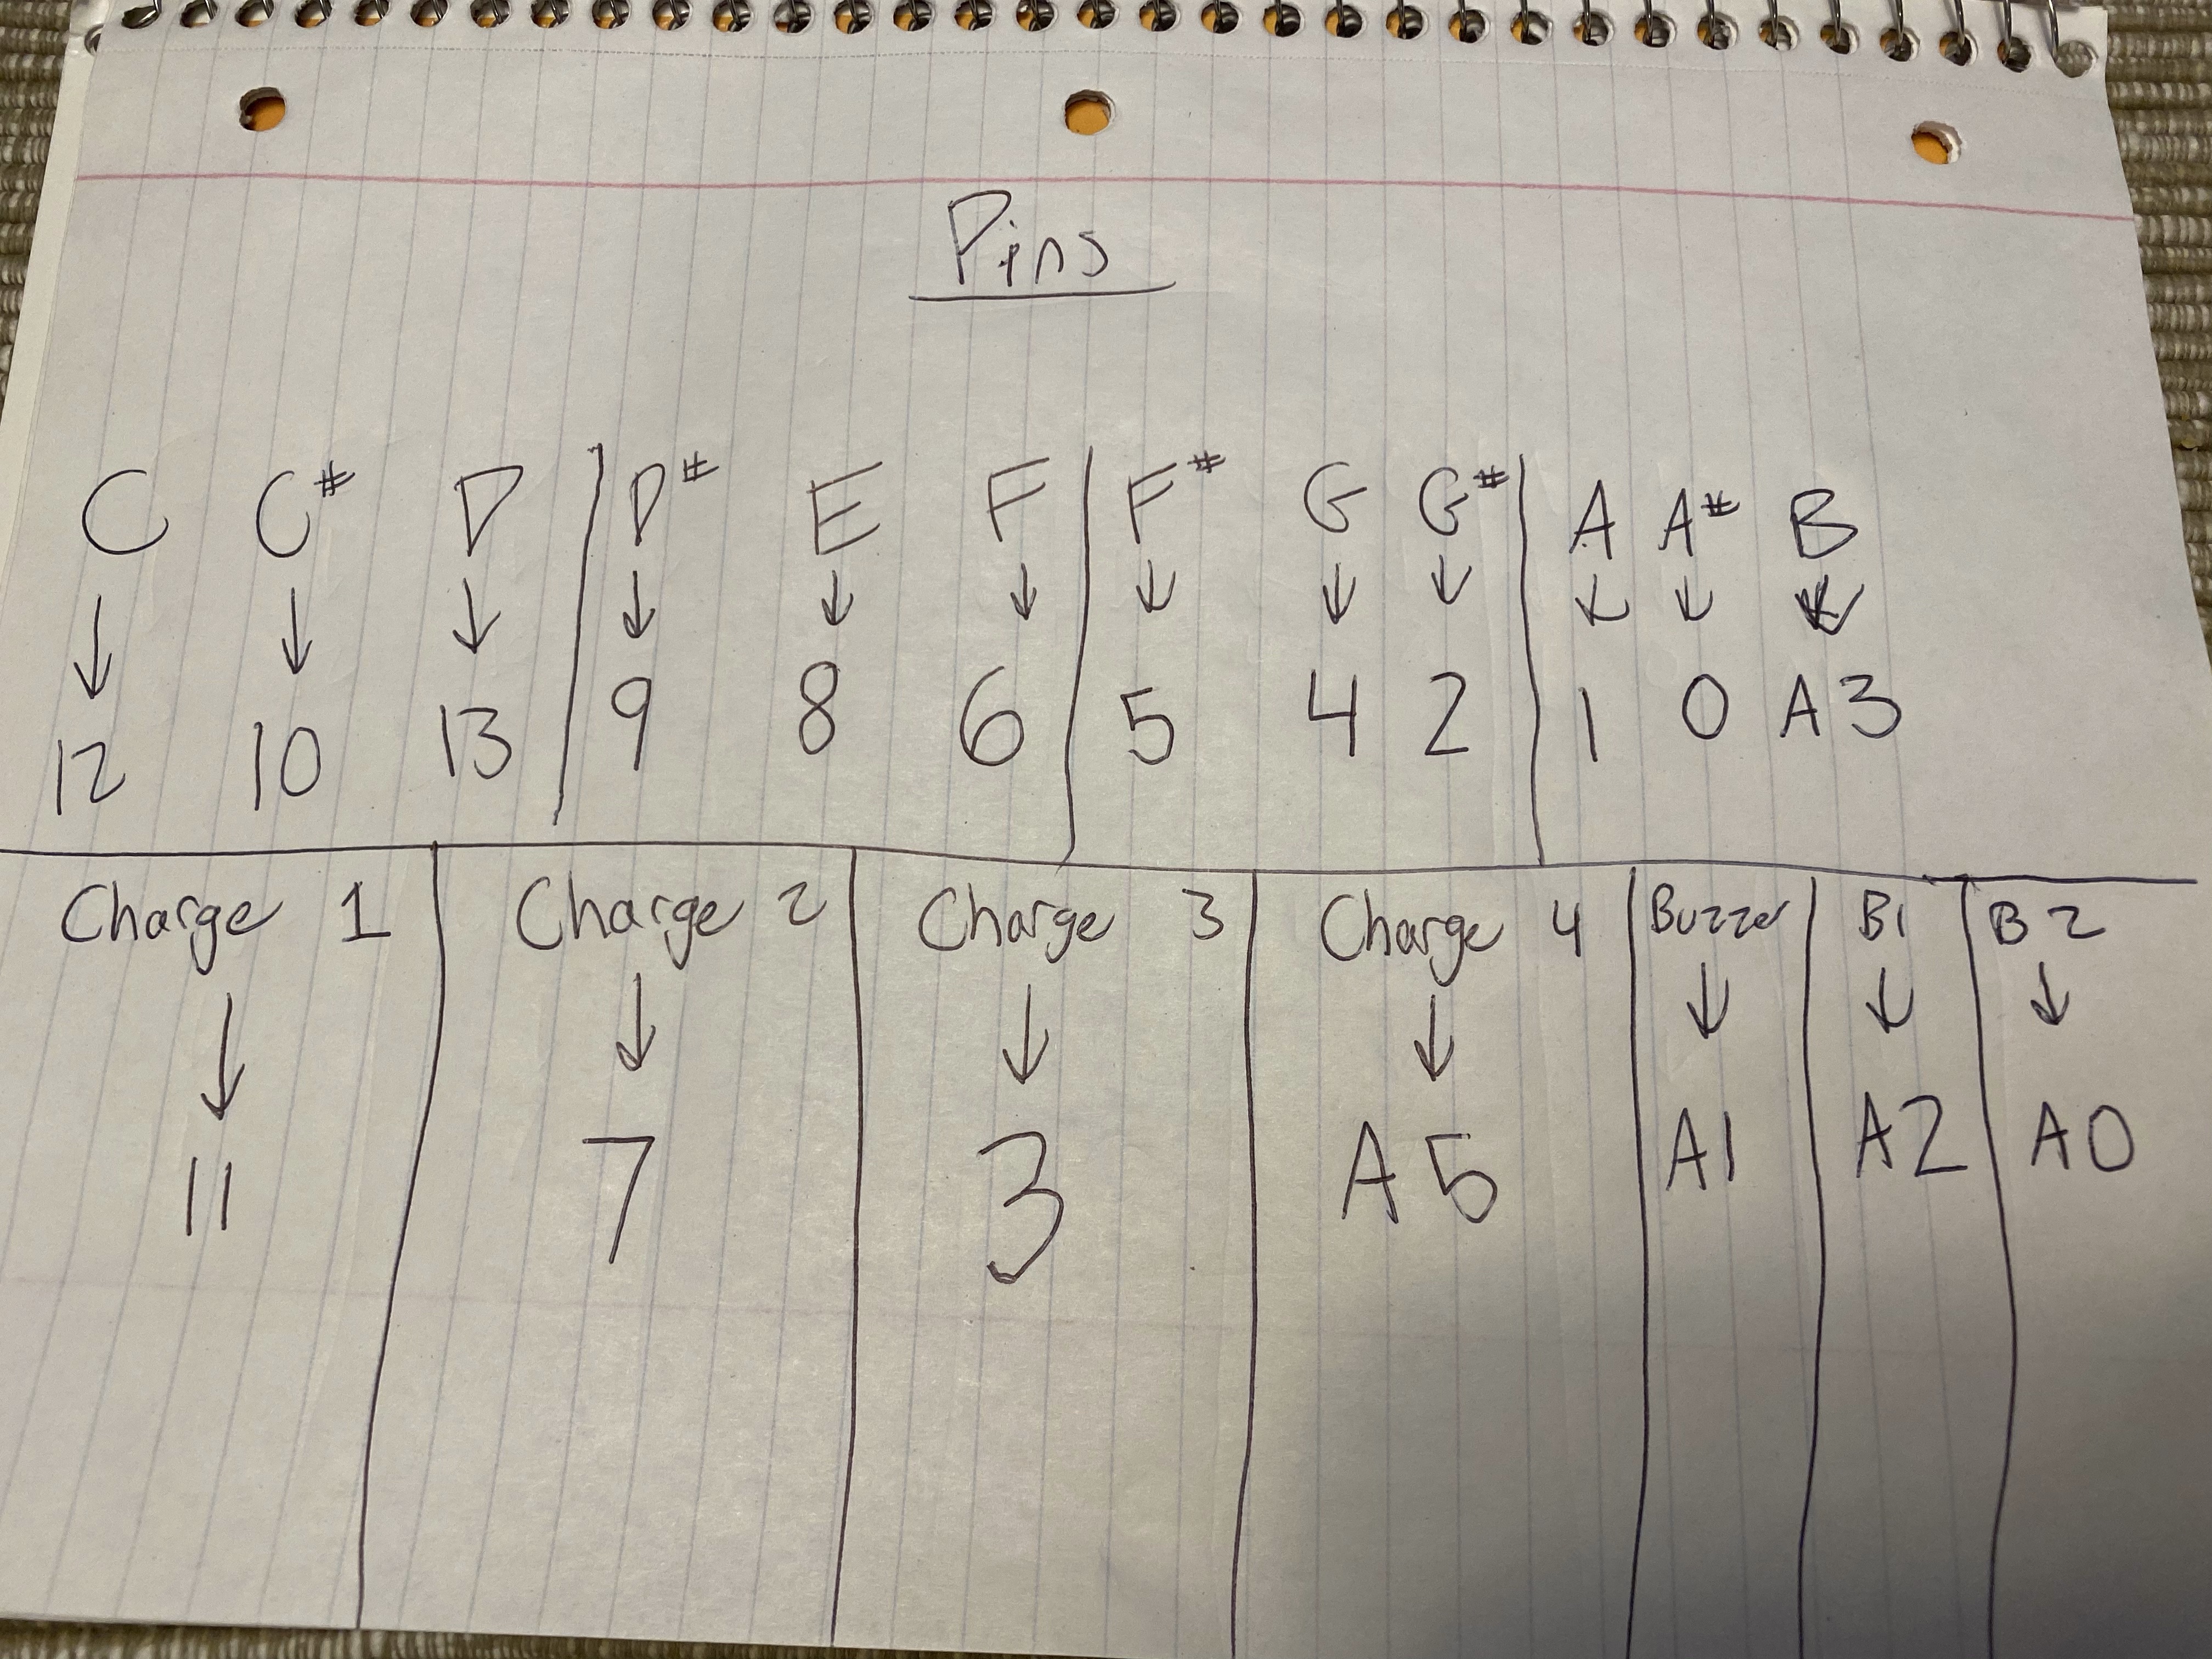 Pins
C C# D D# E F F# G G# A A# B
↓ ↓ ↓ ↓ ↓ ↓ ↓ ↓ ↓ ↓ ↓ ↓
12 10 13 9 8 6 5 4 2 1 0 A3
Charge 1 Charge 2 Charge 3 Charge 4 Buzzer B1 B2
↓ ↓ ↓ ↓ ↓ ↓ ↓
11 7 3 A5 A1 A2 A0